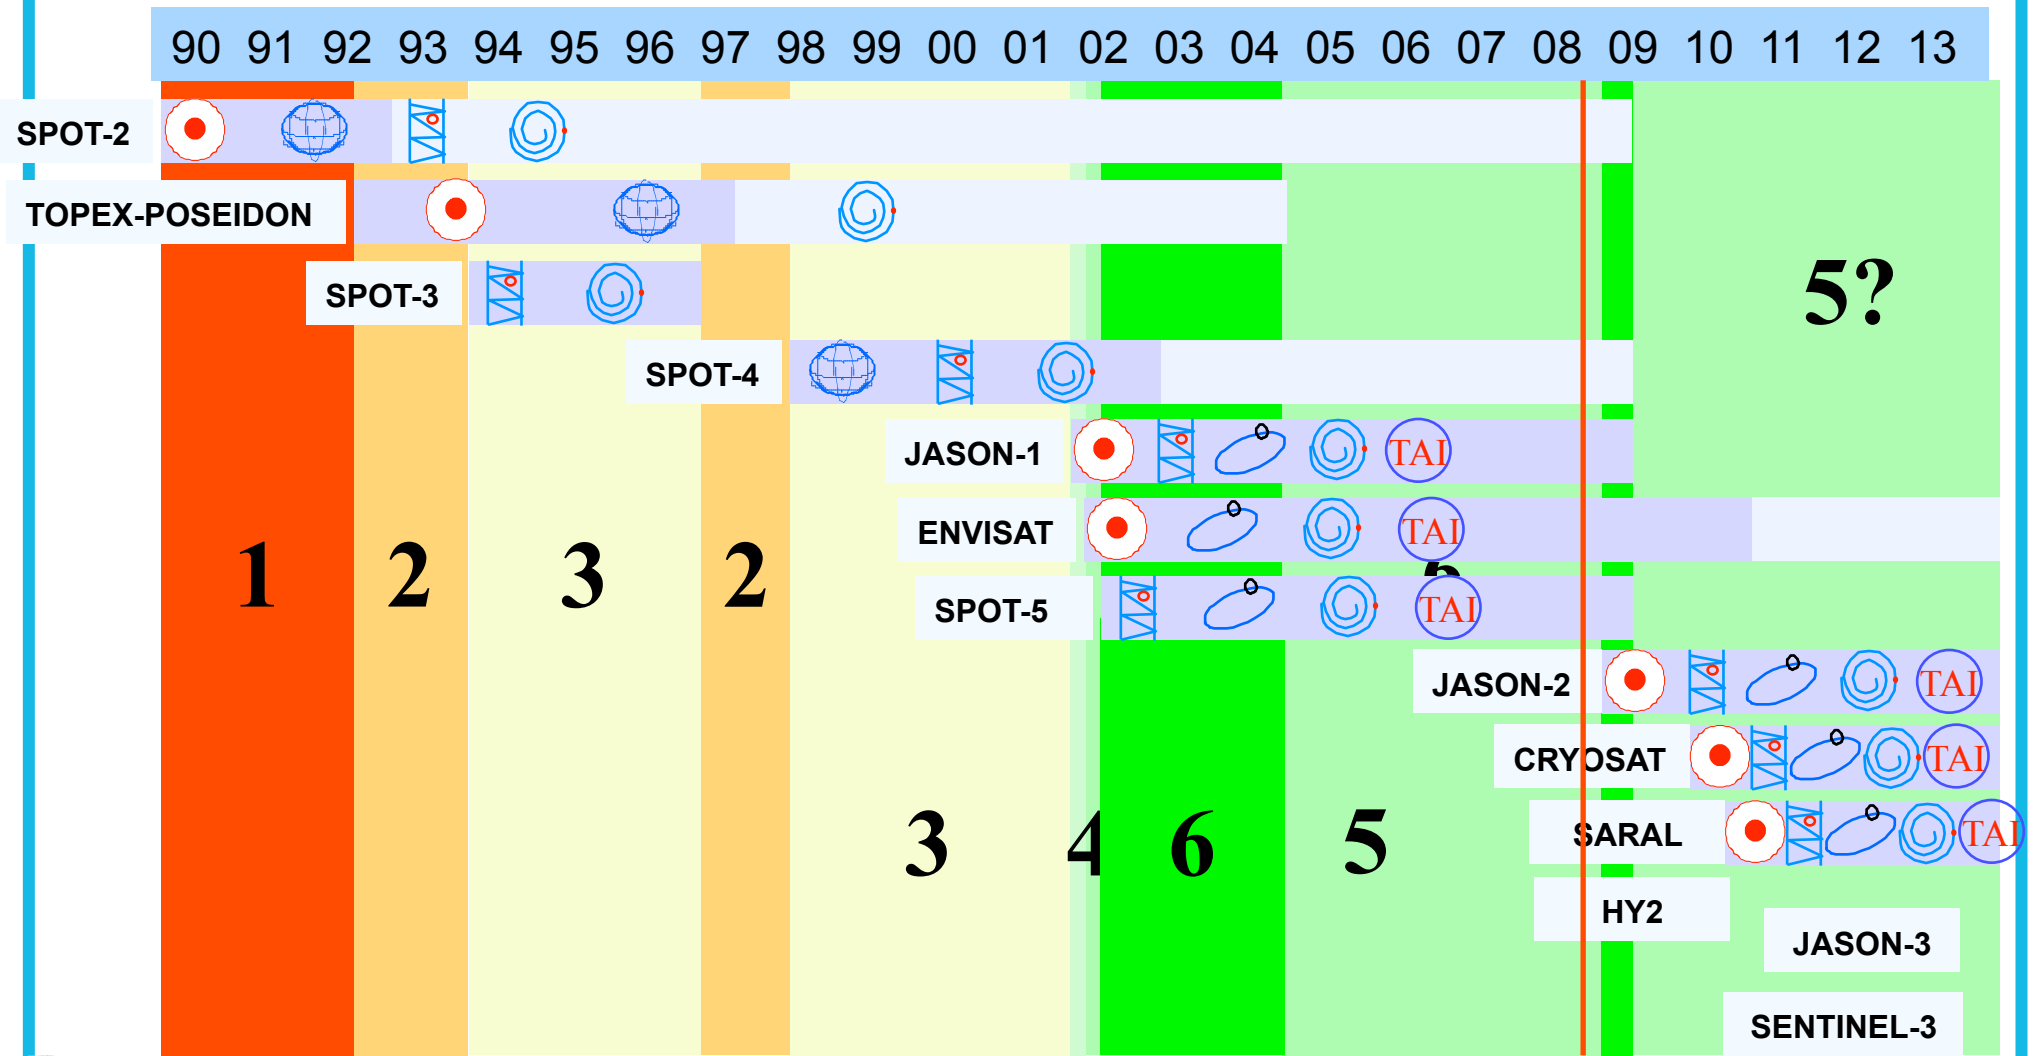 90 91 92 93 94 95 96 97 98 99 00 01 02 03 04 05 06 07 08 09 10 11 12 13
SPOT-2
TOPEX-POSEIDON
SPOT-3
5?
SPOT-4
JASON-1 TAI
ENVISAT TAI
1 2 3 2
SPOT-5 TAI
JASON-2 TAI
CRYOSAT TAI
SARAL TAI
3 4 6 5
HY2
JASON-3
SENTINEL-3